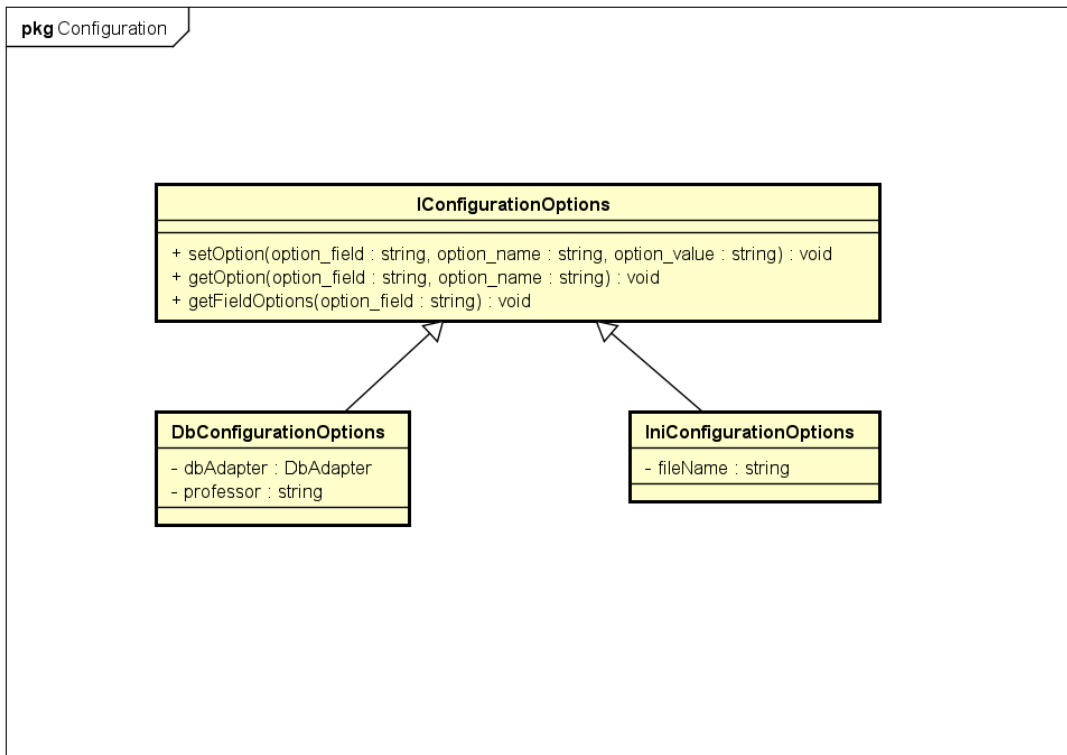 pkg Configuration
IConfigurationOptions
+ setOption(option_field : string, option_name : string, option_value : string) : void
+ getOption(option_field : string, option_name : string) : void
+ getFieldOptions(option_field : string) : void
DbConfigurationOptions
- dbAdapter : DbAdapter
- professor : string
IniConfigurationOptions
- fileName : string